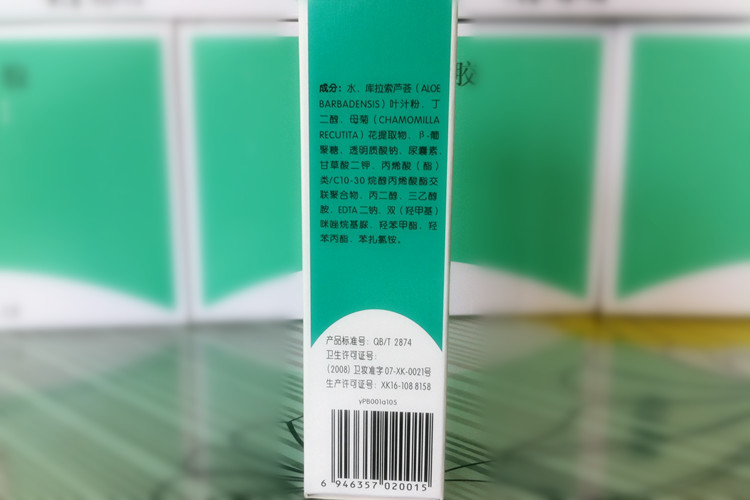 成分：水、库拉索芦荟（ALOE
BARBADENSIS）叶汁粉、丁
二醇、母菊（CHAMOMILLA
RECUTITA）花提取物、β-葡
聚糖、透明质酸钠、尿囊素、
甘草酸二钾、丙烯酸（酯）
类/C10-30 烷醇丙烯酸酯交
联聚合物、丙二醇、三乙醇
胺、EDTA 二钠、双（羟甲基）
咪唑烷基脲、羟苯甲酯、羟
苯丙酯、苯扎氯铵。
胶
产品标准号：QB/T 2874
卫生许可证号：
(2008) 卫妆准字 07-XK-0021号
生产许可证号：XK16-108 8158
vPB001a105
6 946357 020015